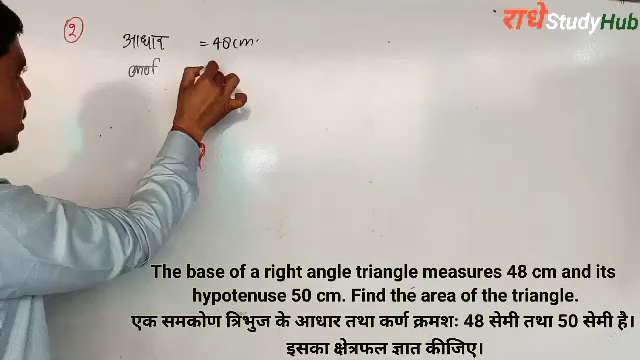 राधे StudyHub
२ आधार = 48cm.
कर्ण
The base of a right angle triangle measures 48 cm and its
hypotenuse 50 cm. Find the area of the triangle.
एक समकोण त्रिभुज के आधार तथा कर्ण क्रमशः 48 सेमी तथा 50 सेमी है।
इसका क्षेत्रफल ज्ञात कीजिए।